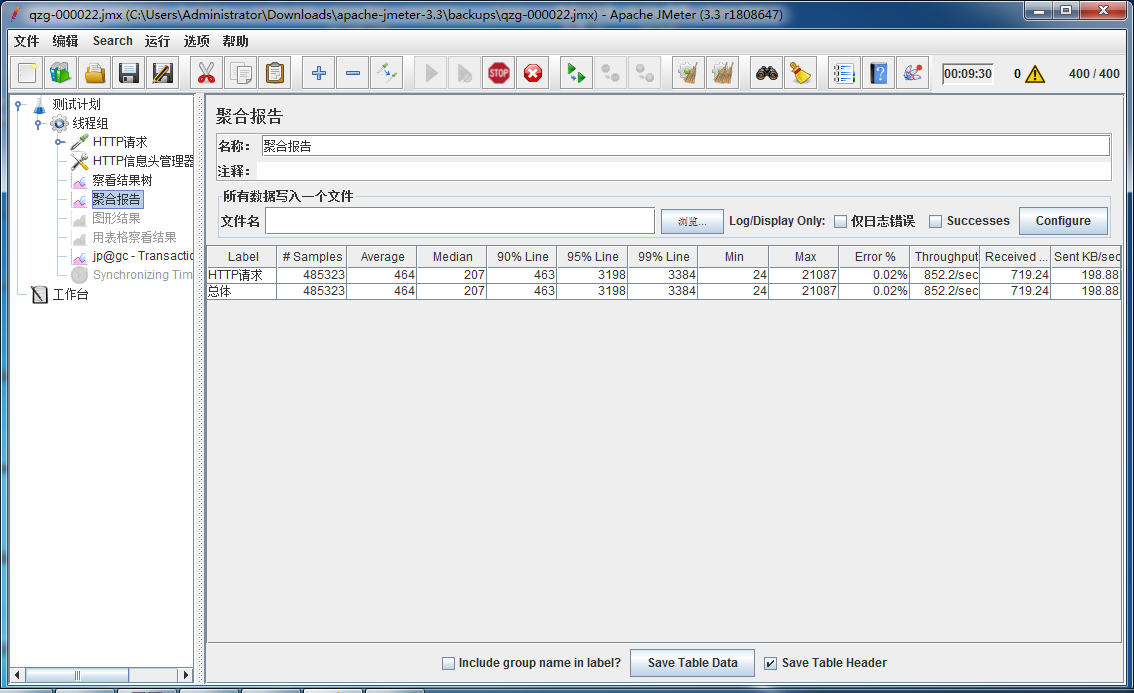 qzg-000022.jmx (C:\Users\Administrator\Downloads\apache-jmeter-3.3\backups\qzg-000022.jmx) - Apache JMeter (3.3 r1808647)
文件 编辑 Search 运行 选项 帮助
STOP 00:09:30 0 400 / 400
测试计划
线程组
HTTP请求
HTTP信息头管理器
察看结果树
聚合报告
图形结果
用表格察看结果
jp@gc - Transactio
Synchronizing Tim
工作台
聚合报告
名称： 聚合报告
注释：
所有数据写入一个文件
文件名 浏览... Log/Display Only: 仅日志错误 Successes Configure
Label # Samples Average Median 90% Line 95% Line 99% Line Min Max Error % Throughput Received ... Sent KB/sec
HTTP请求 485323 464 207 463 3198 3384 24 21087 0.02% 852.2/sec 719.24 198.88
总体 485323 464 207 463 3198 3384 24 21087 0.02% 852.2/sec 719.24 198.88
Include group name in label? Save Table Data Save Table Header